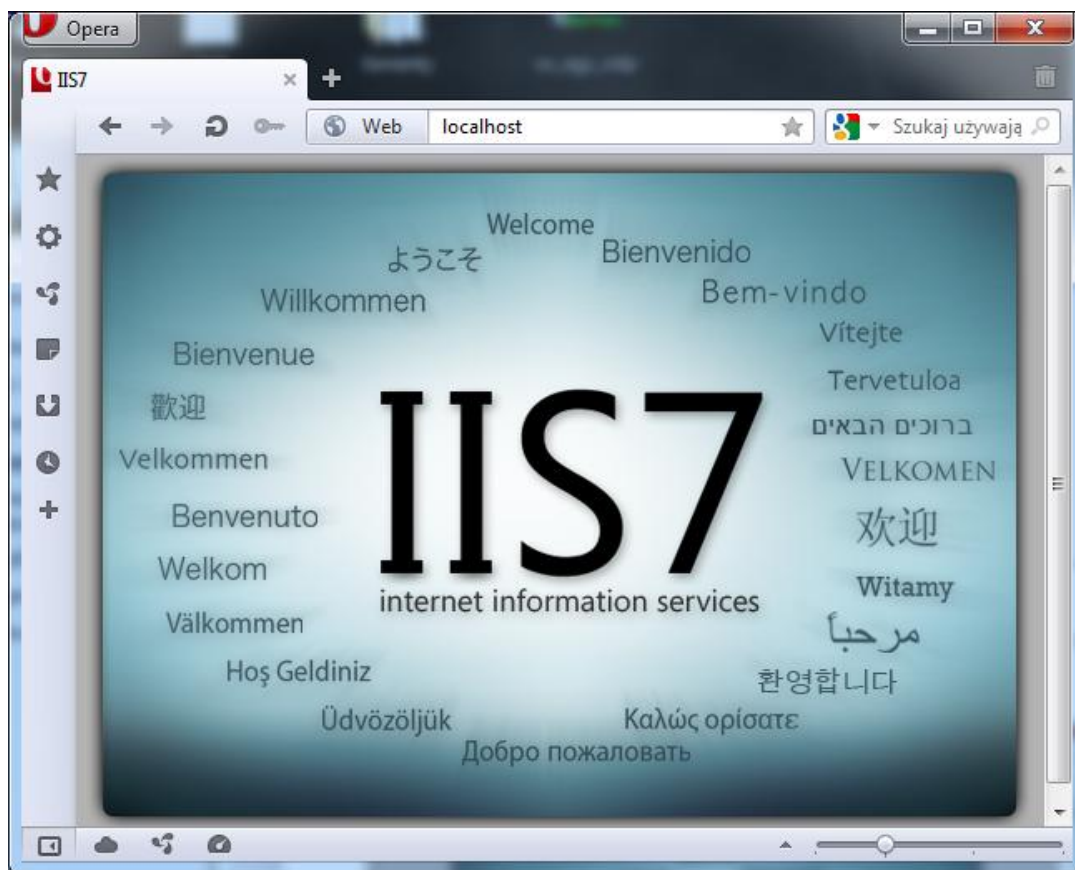 Opera
IIS7
Web localhost Szukaj używają
Welcome
ようこそ
Bienvenido
Willkommen
Bem-vindo
Vítejte
Bienvenue
Tervetuloa
歡迎
ברוכים הבאים
Velkommen
VELKOMEN
IIS7
Benvenuto
欢迎
Welkom
Witamy
internet information services
Välkommen
مرحباً
Hoş Geldiniz
환영합니다
Üdvözöljük
Καλώς ορίσατε
Добро пожаловать